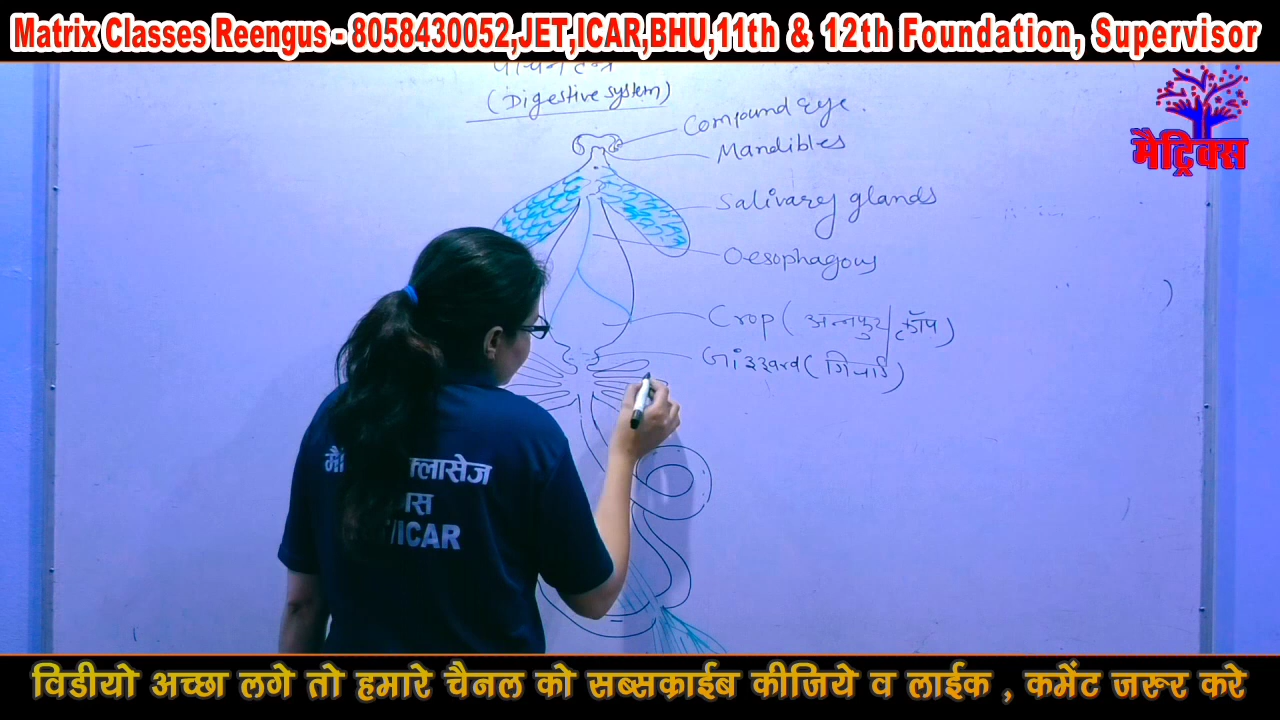 Matrix Classes Reengus - 8058430052,JET,ICAR,BHU,11th & 12th Foundation, Supervisor
(Digestive system)
Compound eye.
Mandibles
Salivary glands
Oesophagous
Crop ( अन्नपुट/क्रॉप )
Gizzard ( गिजार्ड )
मैट्रिक्स
क्लासेज
ICAR
विडीयो अच्छा लगे तो हमारे चैनल को सब्सक्राईब कीजिये व लाईक , कमेंट जरूर करे